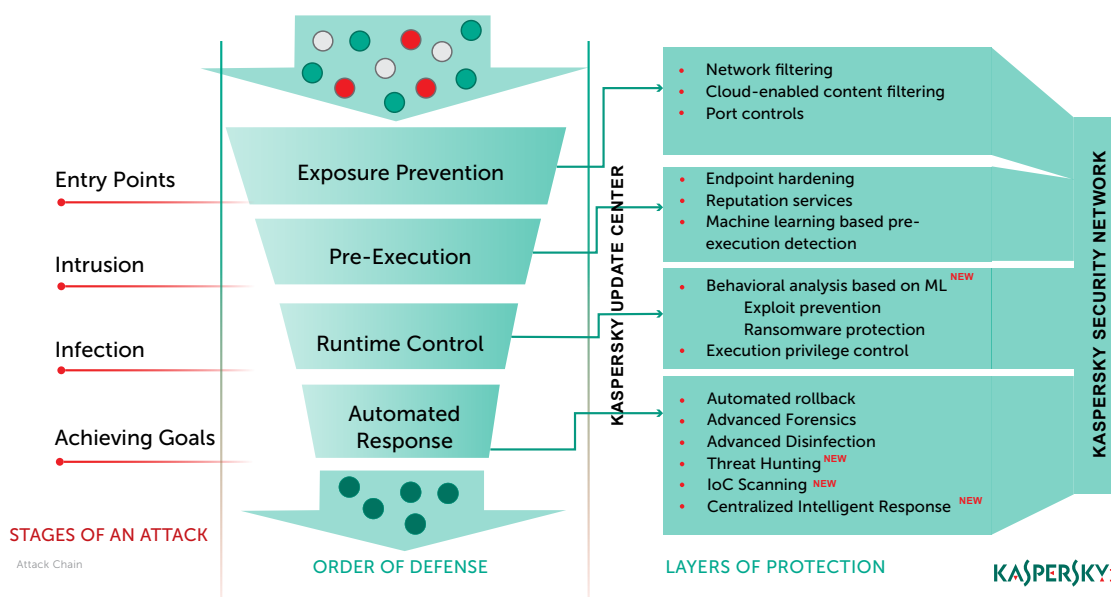 Entry Points
Intrusion
Infection
Achieving Goals
STAGES OF AN ATTACK
Attack Chain
Exposure Prevention
Pre-Execution
Runtime Control
Automated
Response
ORDER OF DEFENSE
KASPERSKY UPDATE CENTER
• Network filtering
• Cloud-enabled content filtering
• Port controls
• Endpoint hardening
• Reputation services
• Machine learning based pre-
execution detection
• Behavioral analysis based on ML NEW
Exploit prevention
Ransomware protection
• Execution privilege control
• Automated rollback
• Advanced Forensics
• Advanced Disinfection
• Threat Hunting NEW
• IoC Scanning NEW
• Centralized Intelligent Response NEW
LAYERS OF PROTECTION
KASPERSKY SECURITY NETWORK
KASPERSKY